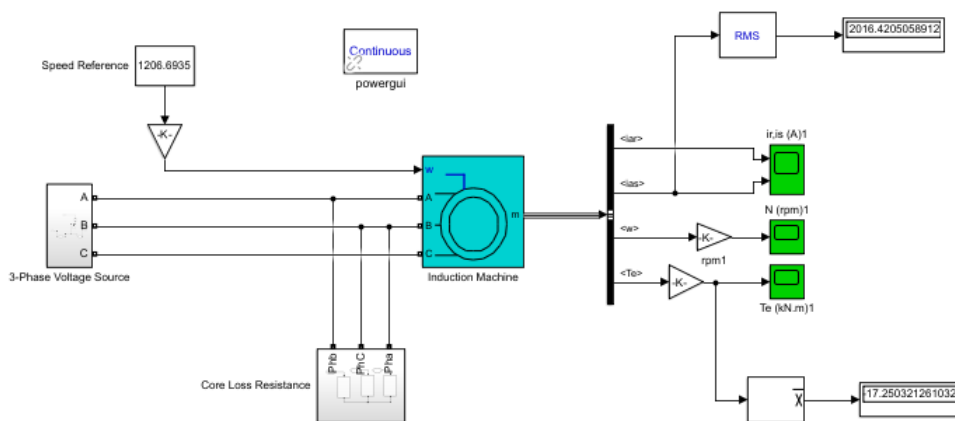 RMS
2016.4205058912
Speed Reference
1206.6935
Continuous
powergui
-K-
<iar>
ir,is (A)1
w
<ias>
A
A
m
N (rpm)1
B
B
<w>
-K-
rpm1
C
C
3-Phase Voltage Source
Induction Machine
<Te>
-K-
Te (kN.m)1
Phb
PhC
Pha
Core Loss Resistance
X
-17.250321261032